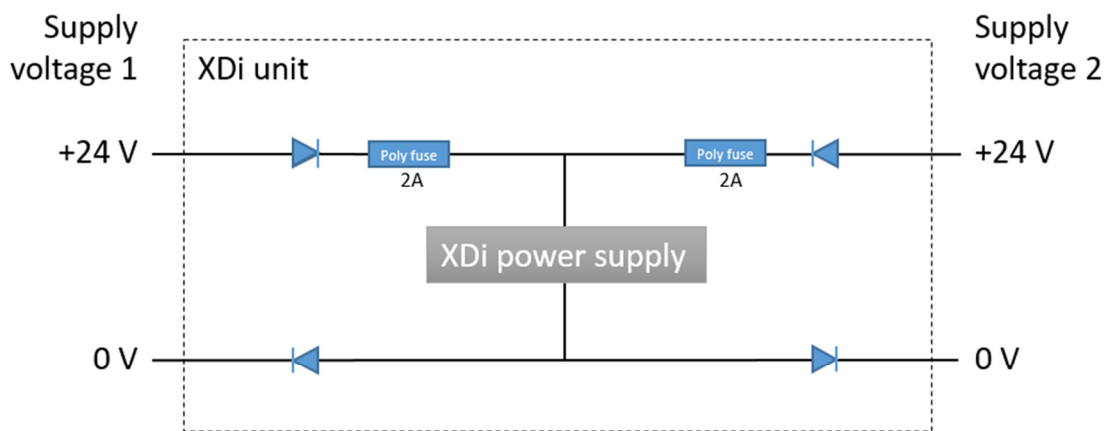 Supply
voltage 1
Supply
voltage 2
XDi unit
+24 V
Poly fuse
2A
Poly fuse
2A
+24 V
XDi power supply
0 V
0 V